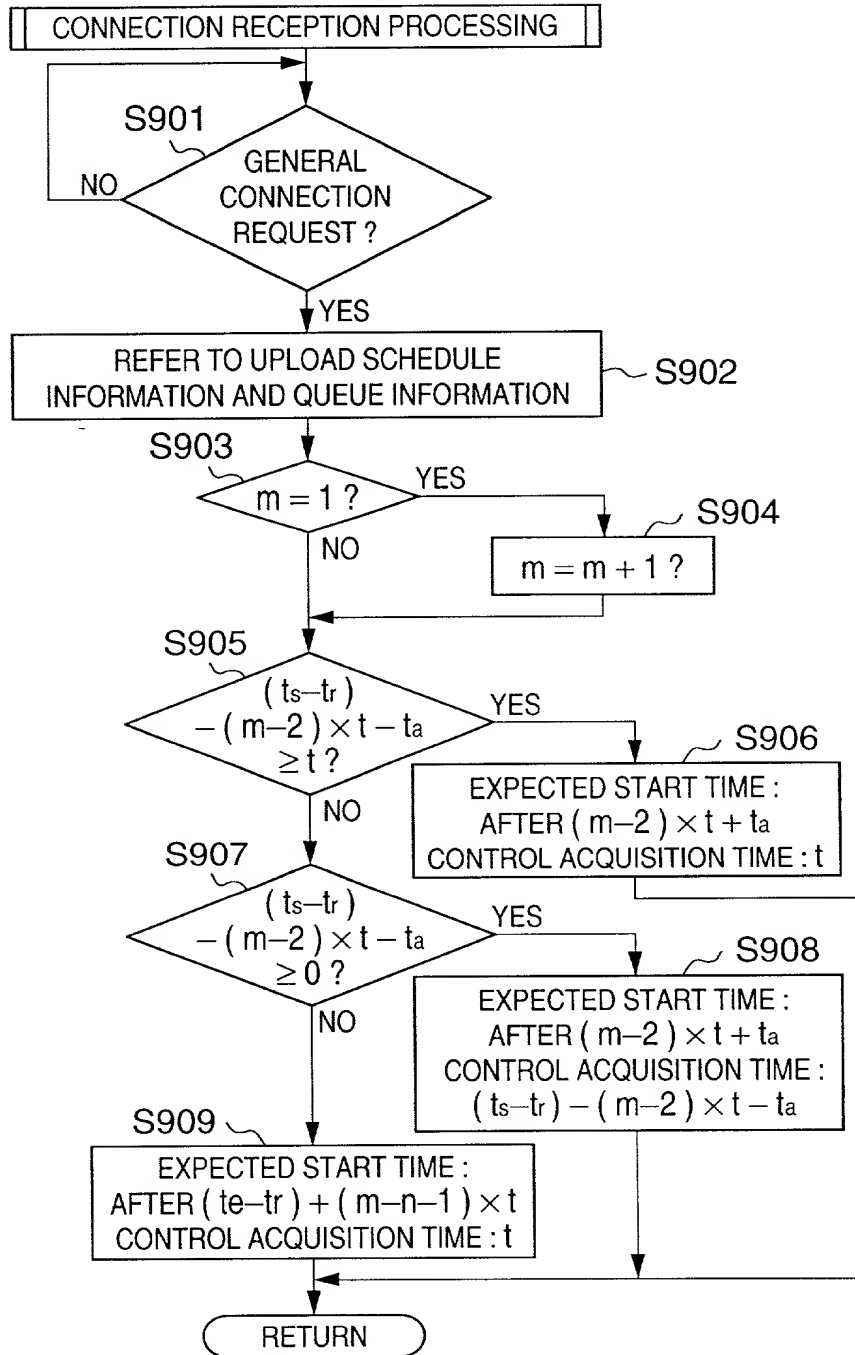 CONNECTION RECEPTION PROCESSING
S901
GENERAL
CONNECTION
REQUEST ?
NO
YES
REFER TO UPLOAD SCHEDULE
INFORMATION AND QUEUE INFORMATION
S902
S903
m = 1 ?
YES
NO
S904
m = m + 1 ?
S905
(ts–tr)
–(m–2)×t–ta
≥t ?
YES
NO
S906
EXPECTED START TIME :
AFTER (m–2)×t+ta
CONTROL ACQUISITION TIME : t
S907
(ts–tr)
–(m–2)×t–ta
≥0 ?
YES
NO
S908
EXPECTED START TIME :
AFTER (m–2)×t+ta
CONTROL ACQUISITION TIME :
(ts–tr)–(m–2)×t–ta
S909
EXPECTED START TIME :
AFTER (te–tr)+(m–n–1)×t
CONTROL ACQUISITION TIME : t
RETURN